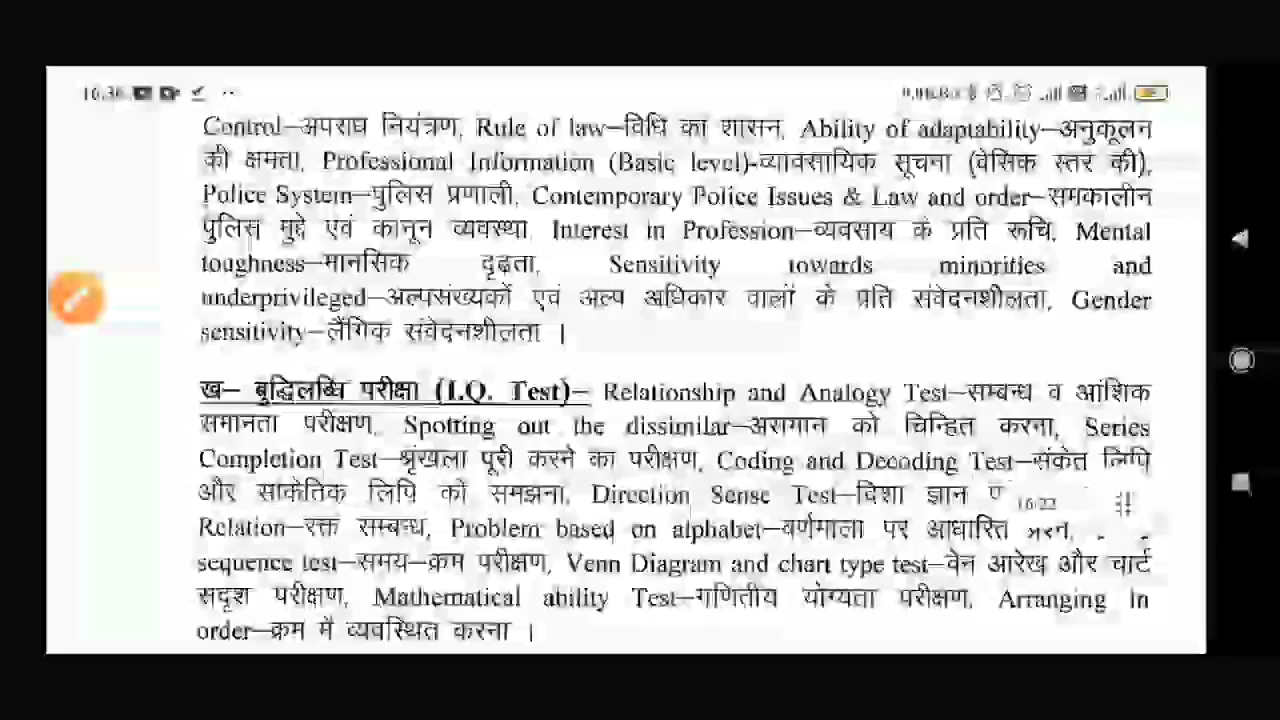 16:36
Control–अपराध नियंत्रण, Rule of law–विधि का शासन, Ability of adaptability–अनुकूलन
की क्षमता, Professional Information (Basic level)-व्यावसायिक सूचना (वेसिक स्तर की),
Police System–पुलिस प्रणाली, Contemporary Police Issues & Law and order–समकालीन
पुलिस मुद्दे एवं कानून व्यवस्था, Interest in Profession–व्यवसाय के प्रति रूचि, Mental
toughness–मानसिक दृढ़ता, Sensitivity towards minorities and
underprivileged–अल्पसंख्यकों एवं अल्प अधिकार वालों के प्रति संवेदनशीलता, Gender
sensitivity–लैंगिक संवेदनशीलता ।
ख– बुद्धिलब्धि परीक्षा (I.Q. Test)– Relationship and Analogy Test–सम्बन्ध व आंशिक
समानता परीक्षण, Spotting out the dissimilar–असमान को चिन्हित करना, Series
Completion Test–श्रृंखला पूरी करने का परीक्षण, Coding and Decoding Test–संकेत लिपि
और सांकेतिक लिपि को समझना, Direction Sense Test–दिशा ज्ञान
16:22
Relation–रक्त सम्बन्ध, Problem based on alphabet–वर्णमाला पर आधारित
sequence test–समय–क्रम परीक्षण, Venn Diagram and chart type test–वेन आरेख और चार्ट
सदृश परीक्षण, Mathematical ability Test–गणितीय योग्यता परीक्षण, Arranging in
order–क्रम में व्यवस्थित करना ।